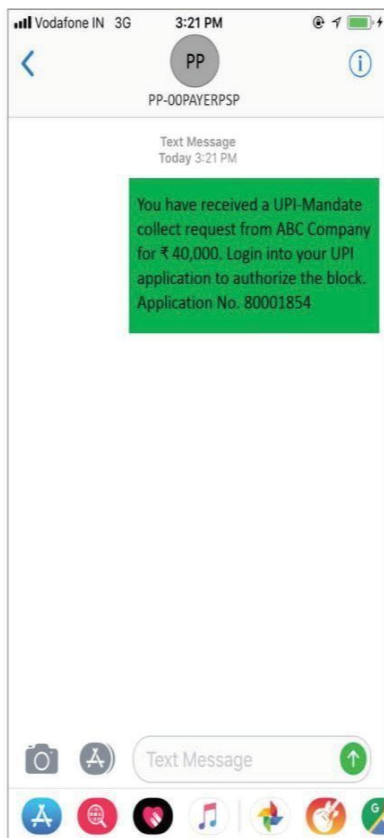 Vodafone IN 3G 3:21 PM
PP
PP-00PAYERPSP
Text Message
Today 3:21 PM
You have received a UPI-Mandate
collect request from ABC Company
for ₹ 40,000. Login into your UPI
application to authorize the block.
Application No. 80001854
Text Message
G